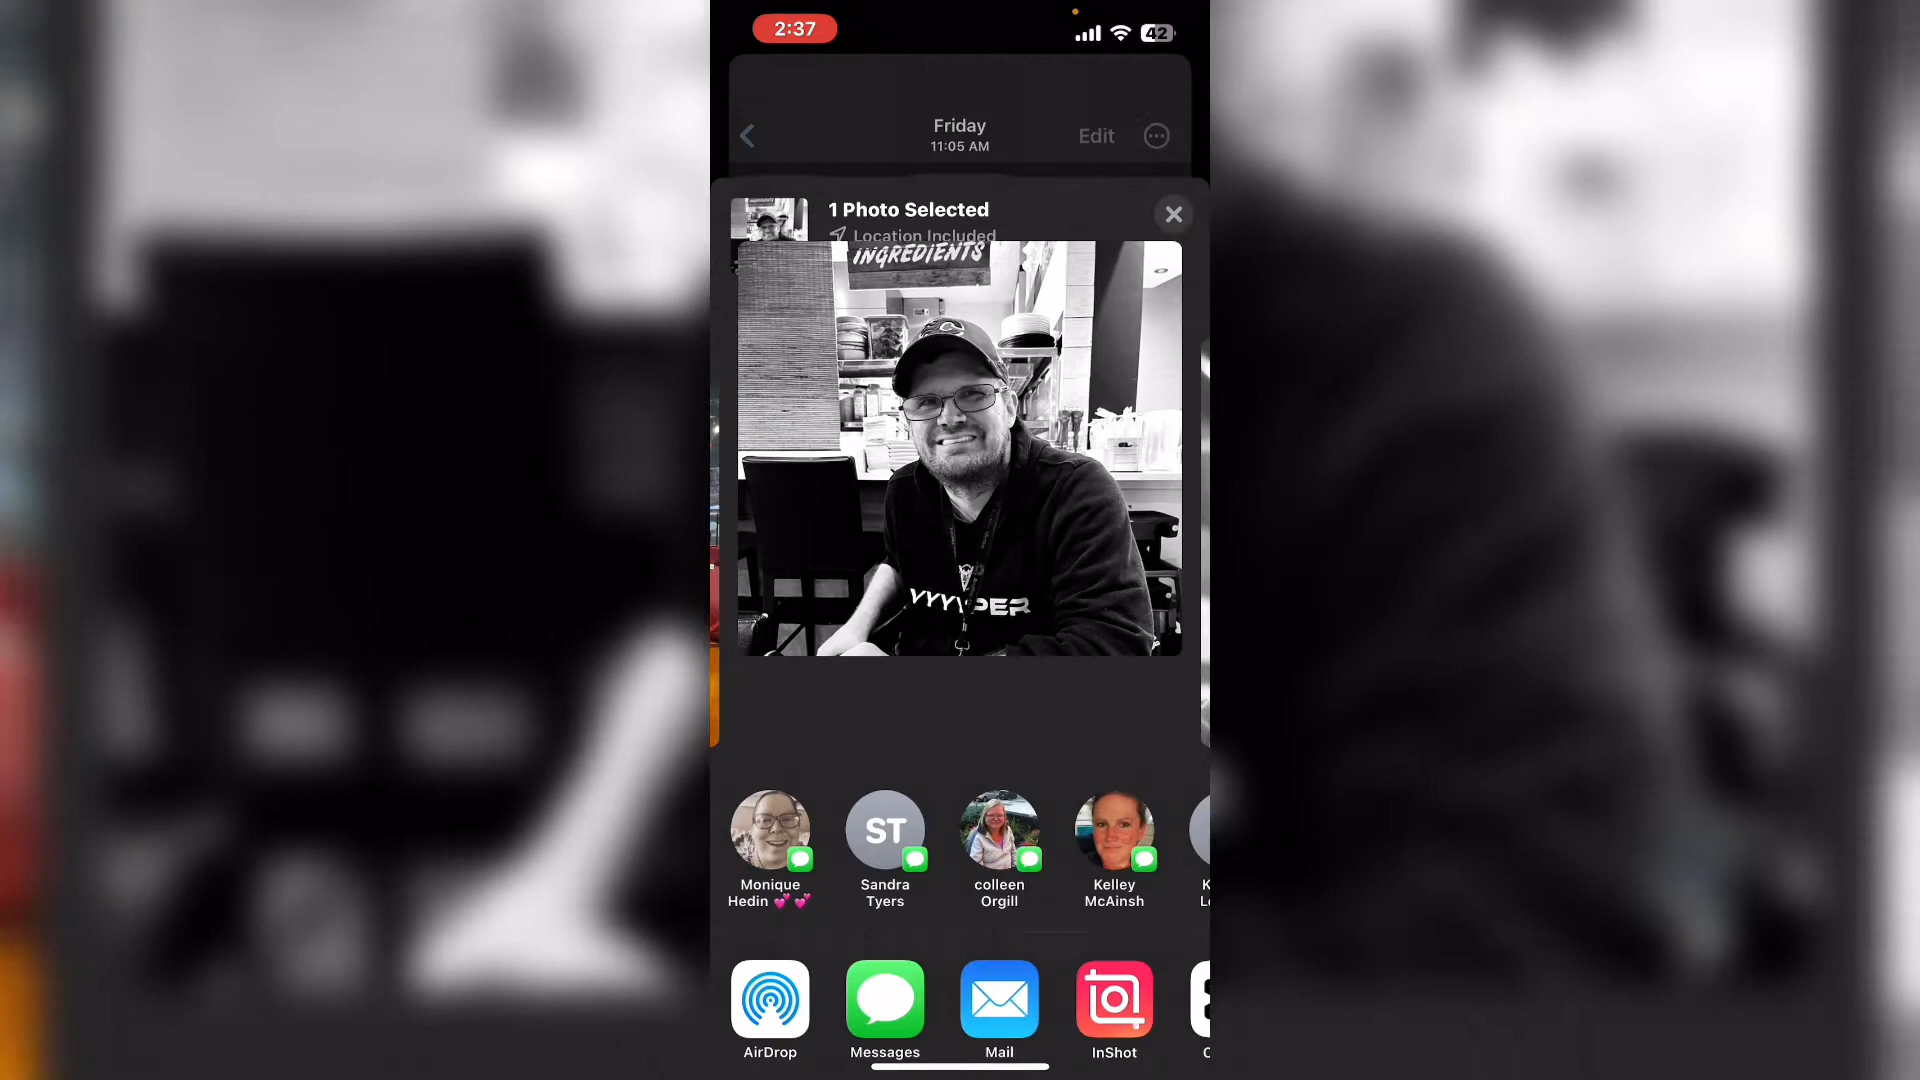 2:37
42
Friday
11:05 AM
Edit
1 Photo Selected
Location Included
INGREDIENTS
Monique
Hedin 💕💕
ST
Sandra
Tyers
colleen
Orgill
Kelley
McAinsh
AirDrop
Messages
Mail
InShot